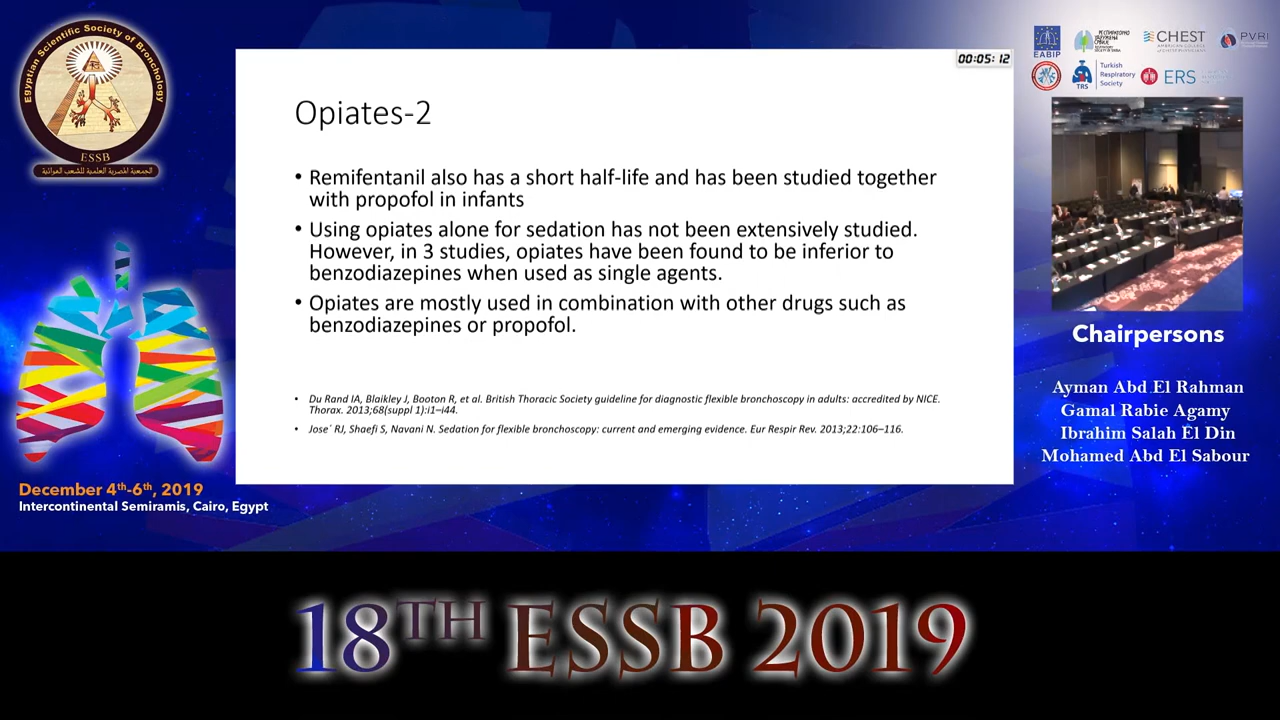 Egyptian Scientific Society of Bronchology
ESSB
الجمعية المصرية العلمية للشعب الهوائية
00:05:12
Opiates-2
• Remifentanil also has a short half-life and has been studied together
with propofol in infants
• Using opiates alone for sedation has not been extensively studied.
However, in 3 studies, opiates have been found to be inferior to
benzodiazepines when used as single agents.
• Opiates are mostly used in combination with other drugs such as
benzodiazepines or propofol.
• Du Rand IA, Blaikley J, Booton R, et al. British Thoracic Society guideline for diagnostic flexible bronchoscopy in adults: accredited by NICE.
Thorax. 2013;68(suppl 1):i1–i44.
• Jose´ RJ, Shaefi S, Navani N. Sedation for flexible bronchoscopy: current and emerging evidence. Eur Respir Rev. 2013;22:106–116.
EABIP
CHEST
PVRI
TRS
Turkish
Respiratory
Society
ERS
Chairpersons
Ayman Abd El Rahman
Gamal Rabie Agamy
Ibrahim Salah El Din
Mohamed Abd El Sabour
December 4th-6th, 2019
Intercontinental Semiramis, Cairo, Egypt
18TH ESSB 2019